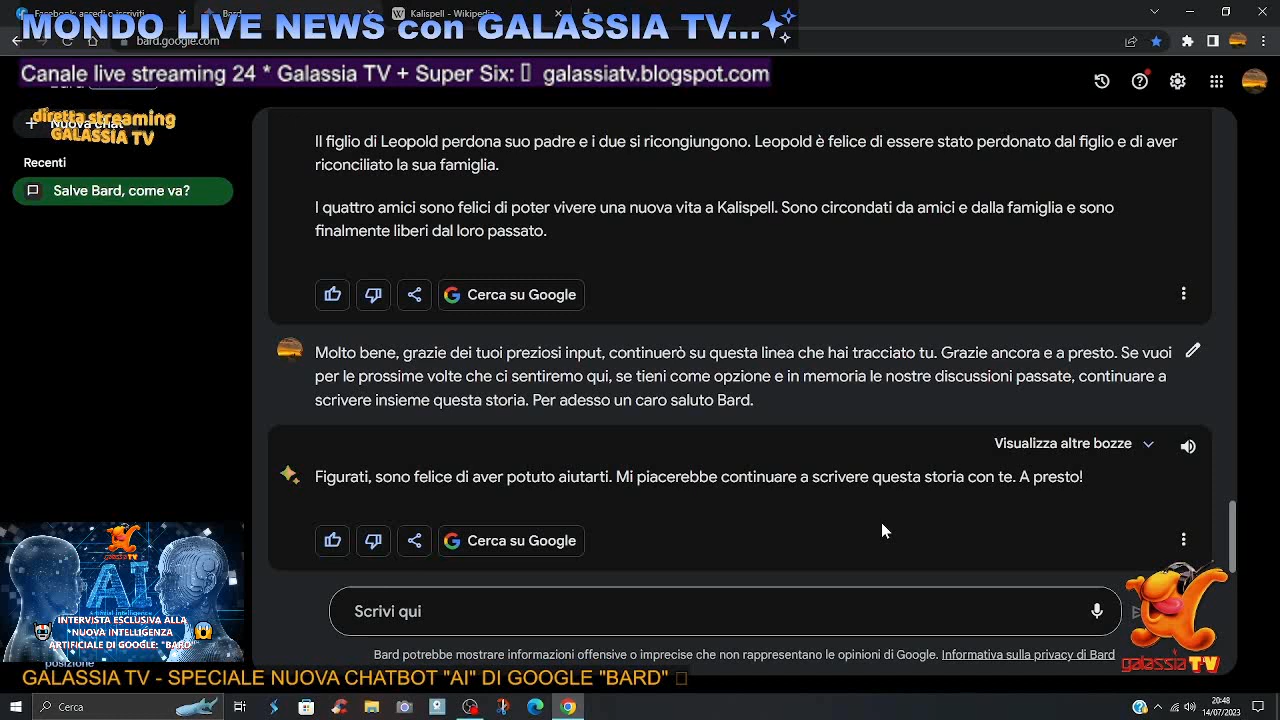 MONDO LIVE NEWS con GALASSIA TV...
Kalispell - Wikipedia
bard.google.com
Canale live streaming 24 * Galassia TV + Super Six: galassiatv.blogspot.com
diretta streaming
GALASSIA TV
Nuova chat
Recenti
Salve Bard, come va?
Il figlio di Leopold perdona suo padre e i due si ricongiungono. Leopold è felice di essere stato perdonato dal figlio e di aver
riconciliato la sua famiglia.
I quattro amici sono felici di poter vivere una nuova vita a Kalispell. Sono circondati da amici e dalla famiglia e sono
finalmente liberi dal loro passato.
Cerca su Google
Molto bene, grazie dei tuoi preziosi input, continuerò su questa linea che hai tracciato tu. Grazie ancora e a presto. Se vuoi
per le prossime volte che ci sentiremo qui, se tieni come opzione e in memoria le nostre discussioni passate, continuare a
scrivere insieme questa storia. Per adesso un caro saluto Bard.
Visualizza altre bozze
Figurati, sono felice di aver potuto aiutarti. Mi piacerebbe continuare a scrivere questa storia con te. A presto!
Cerca su Google
Scrivi qui
Bard potrebbe mostrare informazioni offensive o imprecise che non rappresentano le opinioni di Google. Informativa sulla privacy di Bard
galassia TV
AI
INTERVISTA ESCLUSIVA ALLA
"NUOVA INTELLIGENZA
ARTIFICIALE DI GOOGLE: "BARD"
posizione
galassia TV
GALASSIA TV - SPECIALE NUOVA CHATBOT "AI" DI GOOGLE "BARD"
Cerca
20:48
14/07/2023